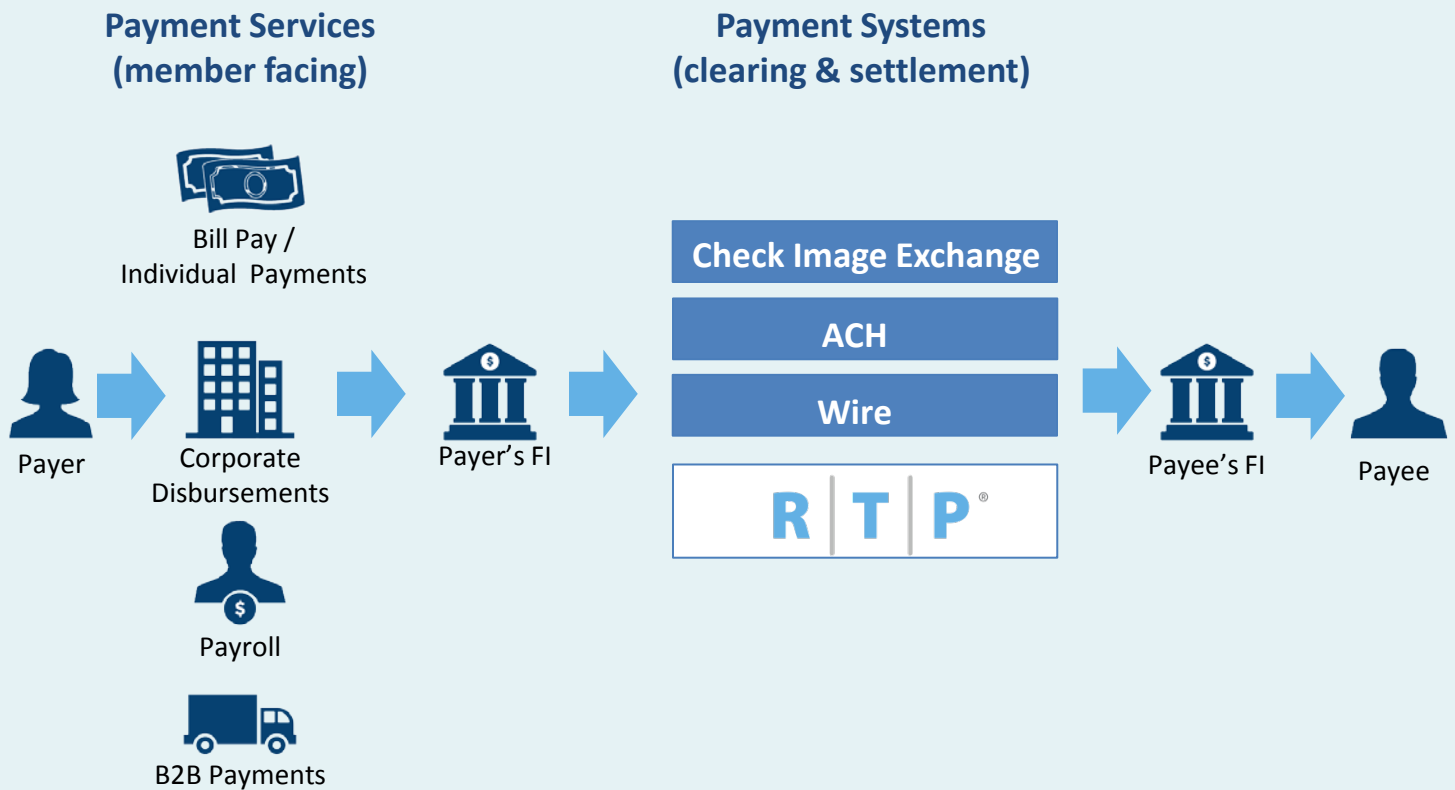 Payment Services
(member facing)
Payment Systems
(clearing & settlement)
Bill Pay /
Individual Payments
Check Image Exchange
ACH
Wire
R T P ®
Payer
Corporate
Disbursements
$
Payer's FI
$
Payee's FI
Payee
$
Payroll
B2B Payments